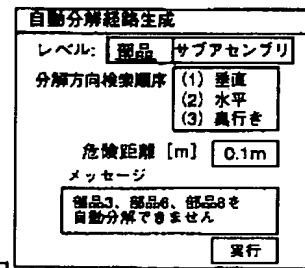 自動分解経路生成
レベル: 部品 サブアセンブリ
分解方向検索順序 (1) 垂直
(2) 水平
(3)奥行き
危険距離 [m] 0.1m
メッセージ
部品3、部品6、部品8を
自動分解できません
実行